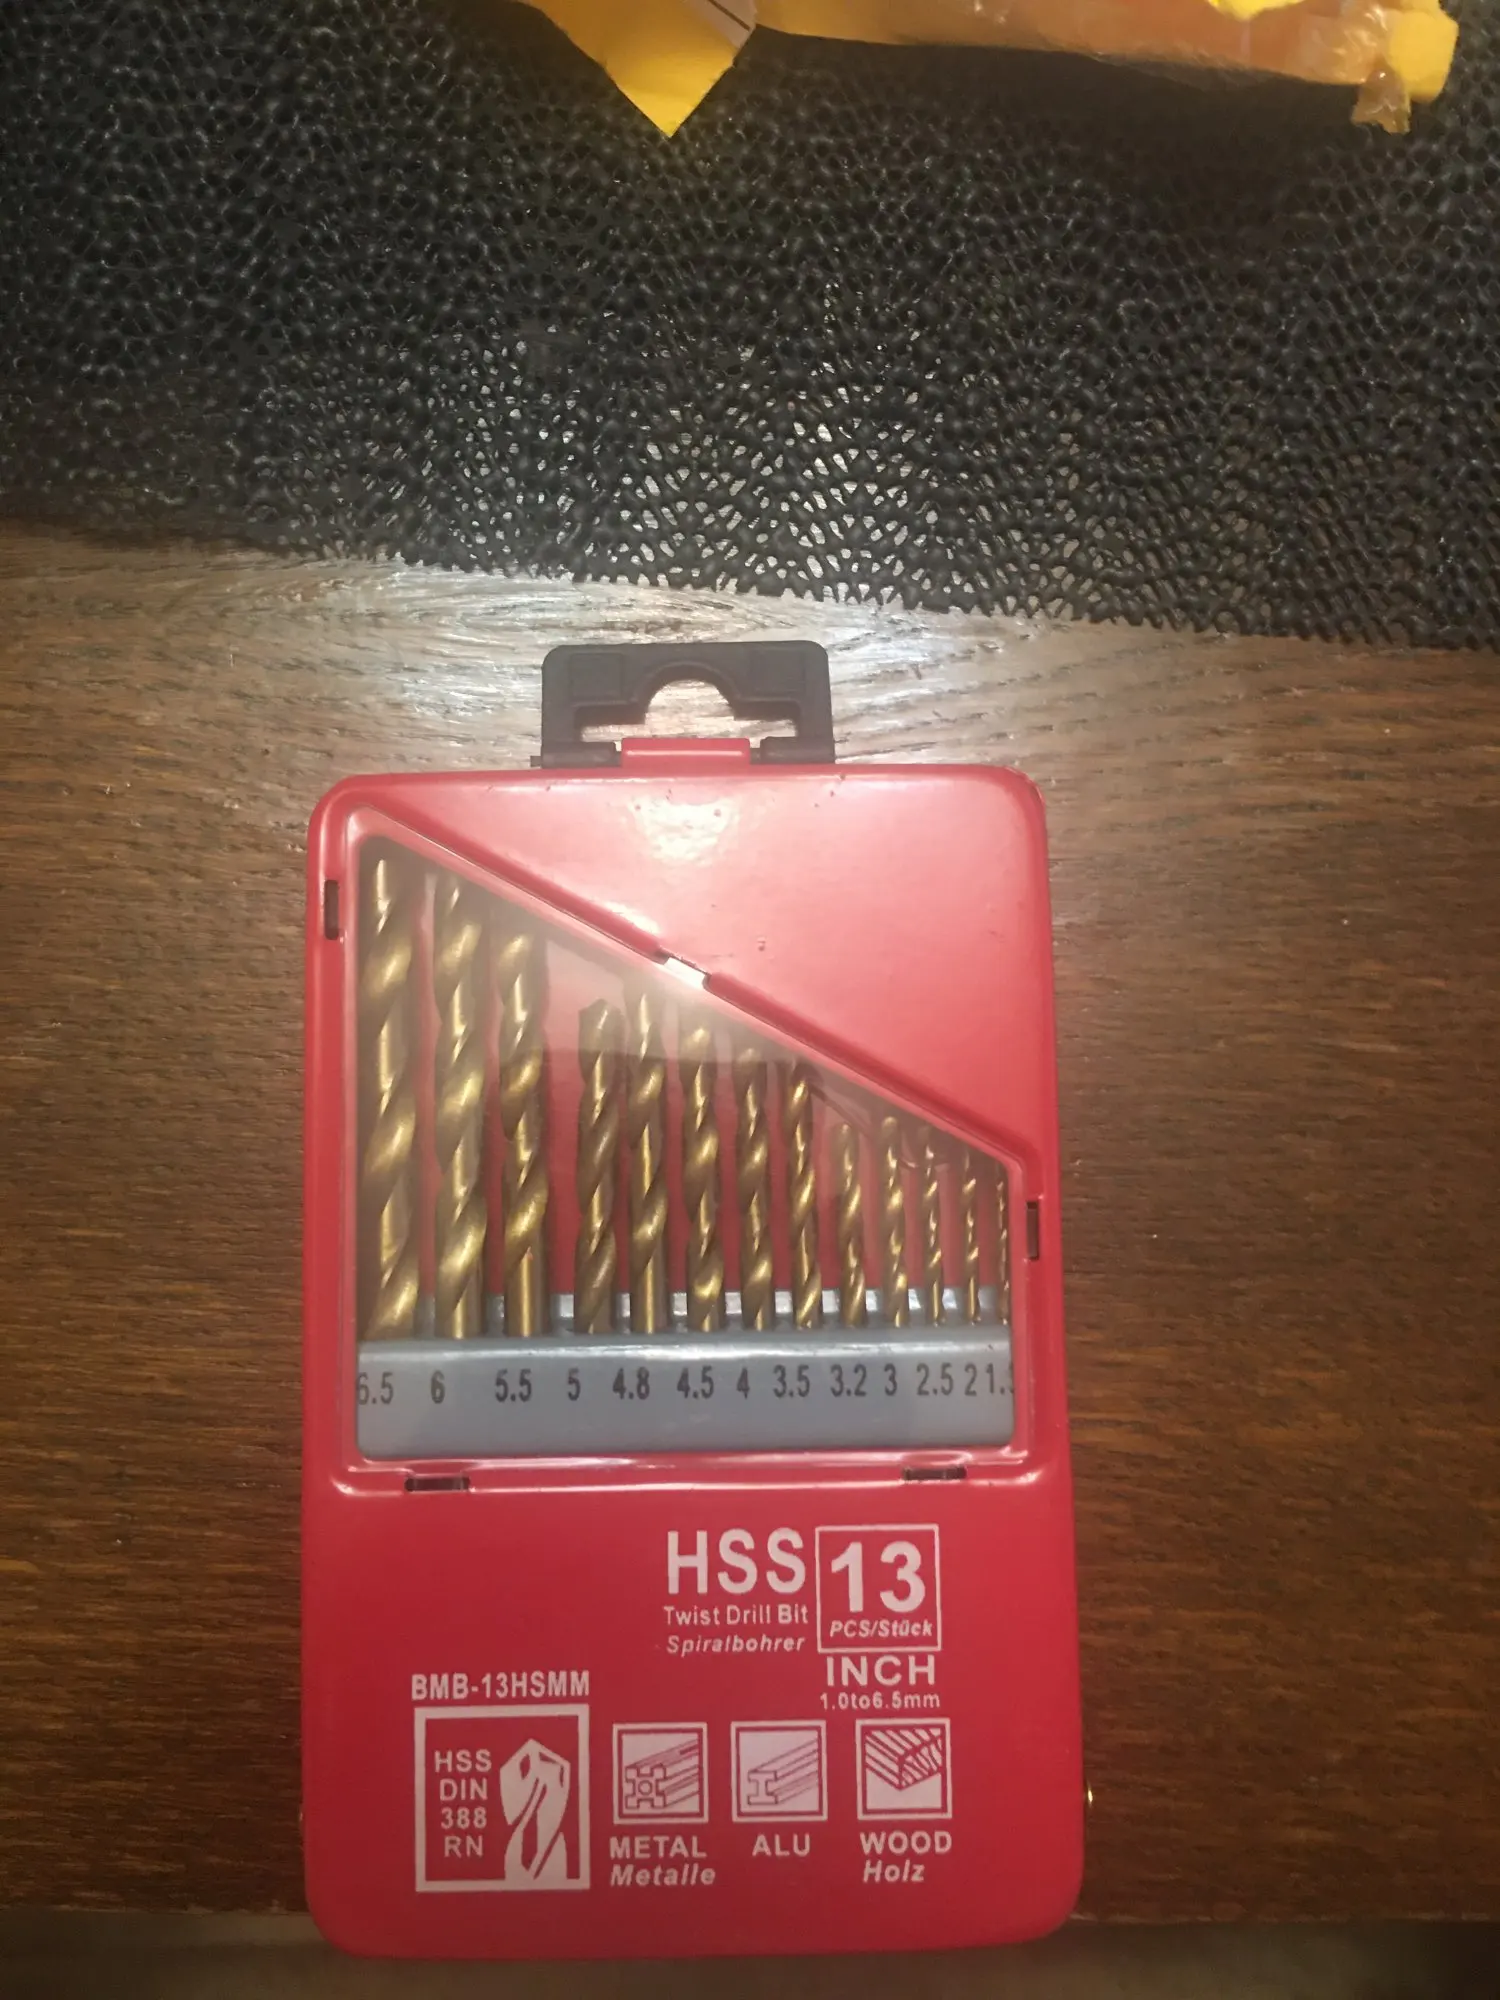 6.5 6 5.5 5 4.8 4.5 4 3.5 3.2 3 2.5 2
HSS
Twist Drill Bit
Spiralbohrer
13
PCS/Stück
INCH
1.0to6.5mm
BMB-13HSMM
HSS
DIN
388
RN
METAL
Metalle
ALU
WOOD
Holz